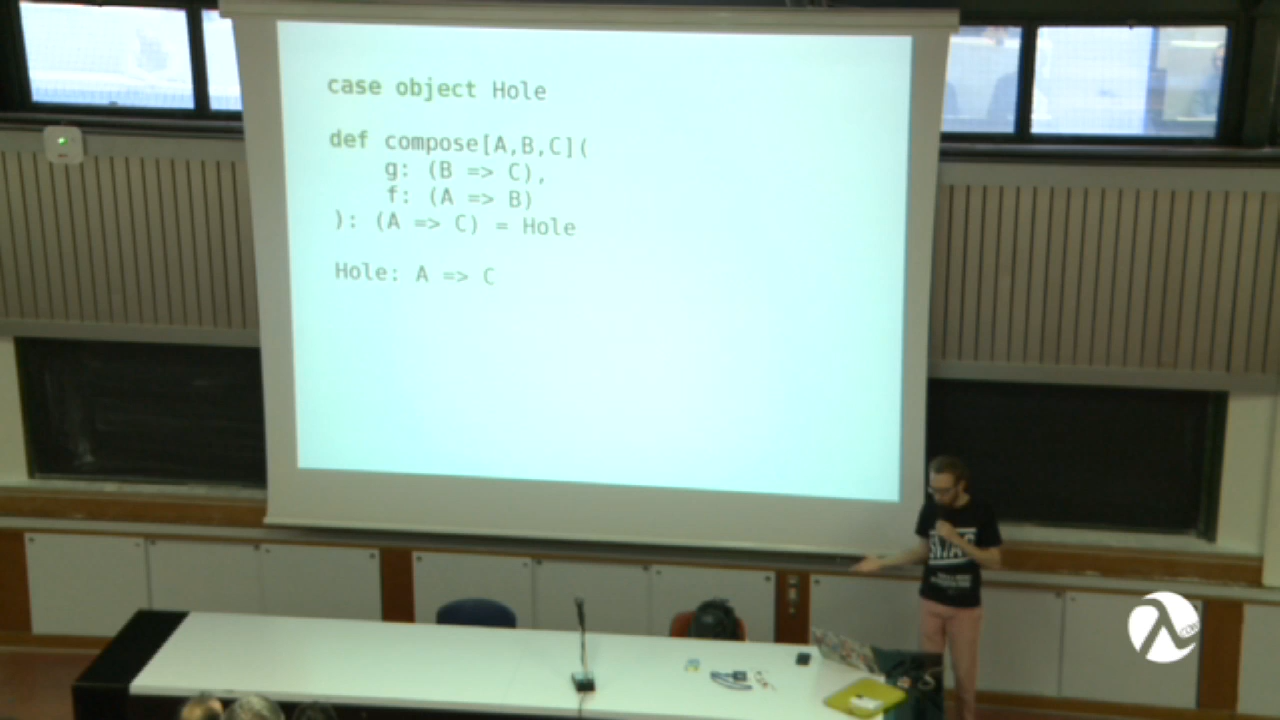 case object Hole
def compose[A,B,C](
g: (B => C),
f: (A => B)
): (A => C) = Hole
Hole: A => C